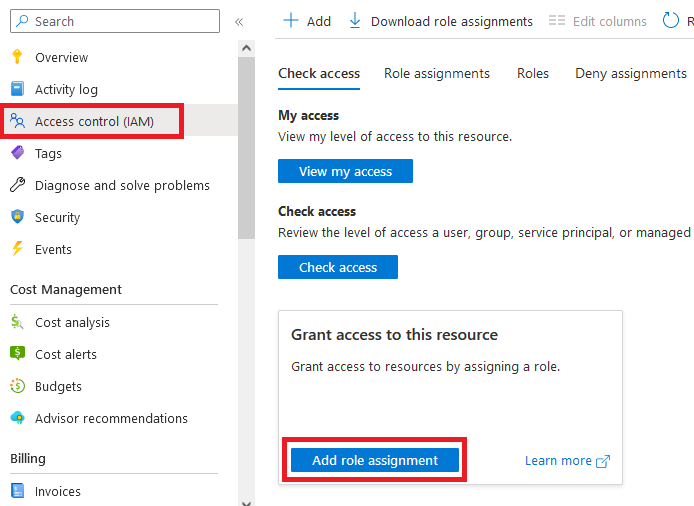 Search
«
Overview
Activity log
Access control (IAM)
Tags
Diagnose and solve problems
Security
Events
Cost Management
Cost analysis
Cost alerts
Budgets
Advisor recommendations
Billing
Invoices
+ Add
Download role assignments
Edit columns
R
Check access
Role assignments
Roles
Deny assignments
My access
View my level of access to this resource.
View my access
Check access
Review the level of access a user, group, service principal, or managed
Check access
Grant access to this resource
Grant access to resources by assigning a role.
Add role assignment
Learn more